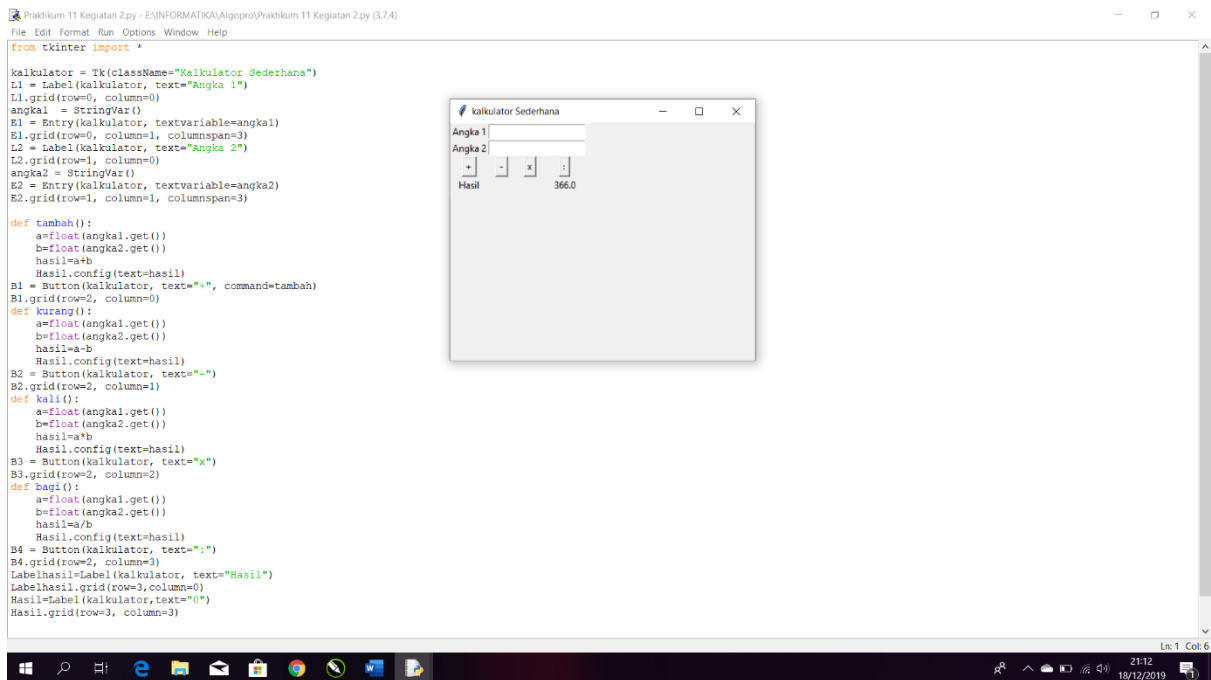 Praktikum 11 Kegiatan 2.py - E:\INFORMATIKA\Algopro\Praktikum 11 Kegiatan 2.py (3.7.4)
File Edit Format Run Options Window Help
from tkinter import *
kalkulator = Tk(className="Kalkulator Sederhana")
L1 = Label(kalkulator, text="Angka 1")
L1.grid(row=0, column=0)
angka1  = StringVar()
E1 = Entry(kalkulator, textvariable=angka1)
E1.grid(row=0, column=1, columnspan=3)
L2 = Label(kalkulator, text="Angka 2")
L2.grid(row=1, column=0)
angka2 = StringVar()
E2 = Entry(kalkulator, textvariable=angka2)
E2.grid(row=1, column=1, columnspan=3)
def tambah():
    a=float(angka1.get())
    b=float(angka2.get())
    hasil=a+b
    Hasil.config(text=hasil)
B1 = Button(kalkulator, text="+", command=tambah)
B1.grid(row=2, column=0)
def kurang():
    a=float(angka1.get())
    b=float(angka2.get())
    hasil=a-b
    Hasil.config(text=hasil)
B2 = Button(kalkulator, text="-")
B2.grid(row=2, column=1)
def kali():
    a=float(angka1.get())
    b=float(angka2.get())
    hasil=a*b
    Hasil.config(text=hasil)
B3 = Button(kalkulator, text="x")
B3.grid(row=2, column=2)
def bagi():
    a=float(angka1.get())
    b=float(angka2.get())
    hasil=a/b
    Hasil.config(text=hasil)
B4 = Button(kalkulator, text=":")
B4.grid(row=2, column=3)
Labelhasil=Label(kalkulator, text="Hasil")
Labelhasil.grid(row=3,column=0)
Hasil=Label(kalkulator,text="0")
Hasil.grid(row=3, column=3)
kalkulator Sederhana
Angka 1
Angka 2
+ - x :
Hasil 366.0
Ln: 1 Col: 6
21:12
18/12/2019